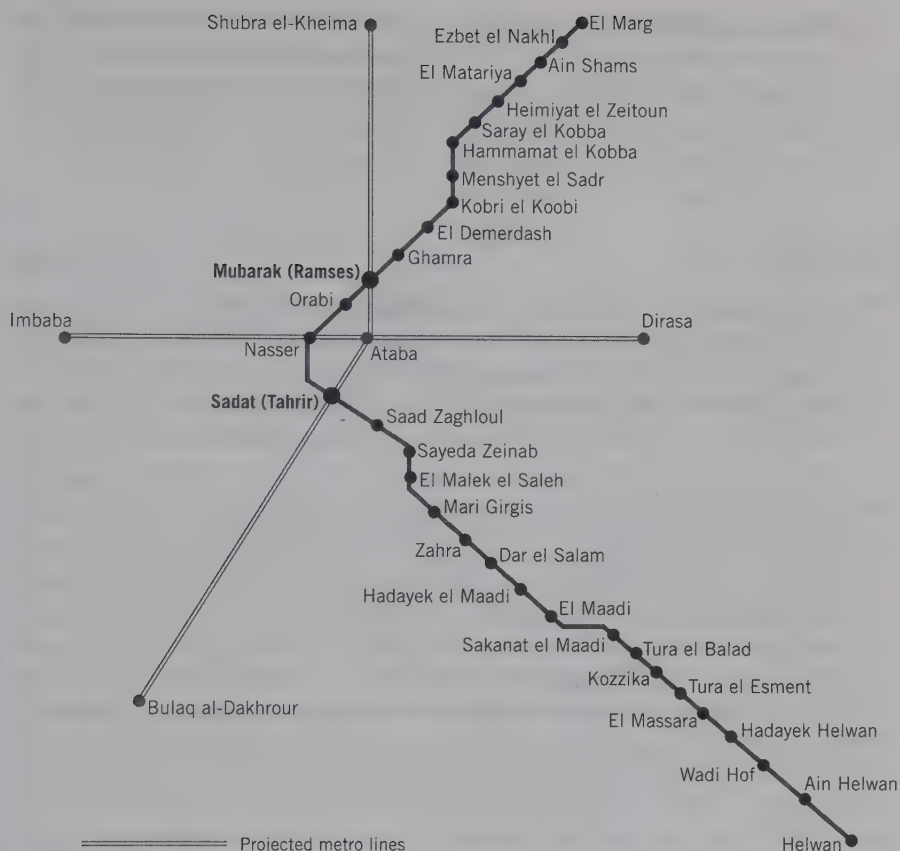 Shubra el-Kheima
El Marg
Ezbet el Nakhl
Ain Shams
El Matariya
Heimiyat el Zeitoun
Saray el Kobba
Hammamat el Kobba
Menshyet el Sadr
Kobri el Koobi
El Demerdash
Ghamra
Mubarak (Ramses)
Orabi
Imbaba
Dirasa
Nasser
Ataba
Sadat (Tahrir)
Saad Zaghloul
Sayeda Zeinab
El Malek el Saleh
Mari Girgis
Zahra
Dar el Salam
Hadayek el Maadi
El Maadi
Sakanat el Maadi
Tura el Balad
Kozzika
Tura el Esment
El Massara
Bulaq al-Dakhrour
Hadayek Helwan
Wadi Hof
Ain Helwan
Helwan
Projected metro lines